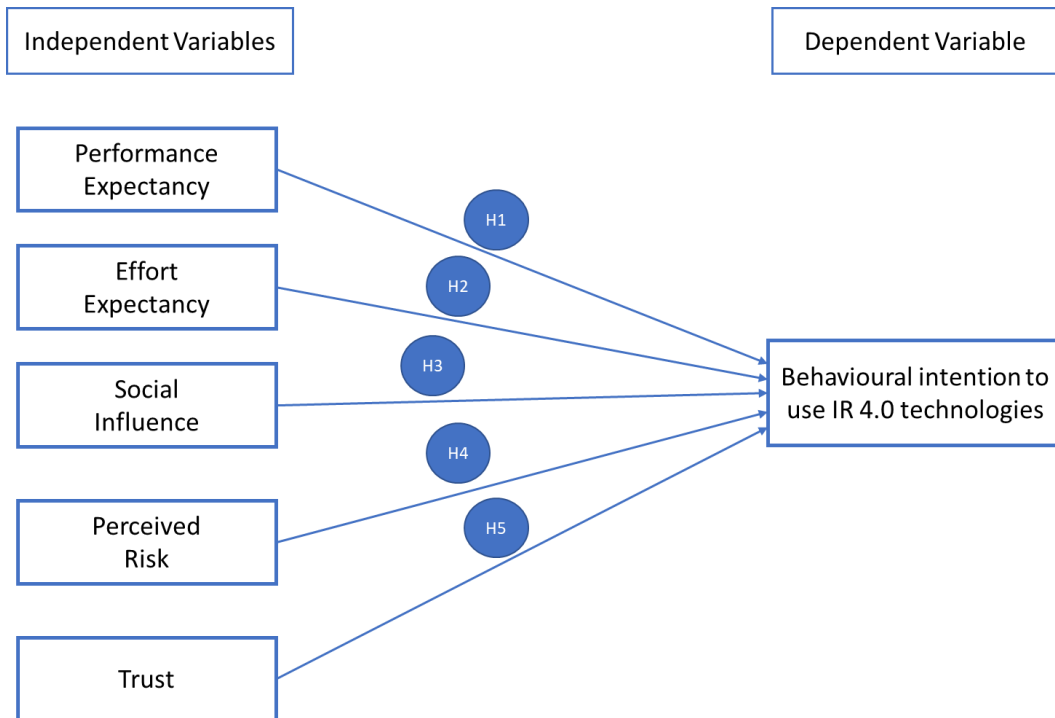 Independent Variables
Dependent Variable
Performance
Expectancy
H1
Effort
Expectancy
H2
Social
Influence
H3
Behavioural intention to
use IR 4.0 technologies
H4
Perceived
Risk
H5
Trust